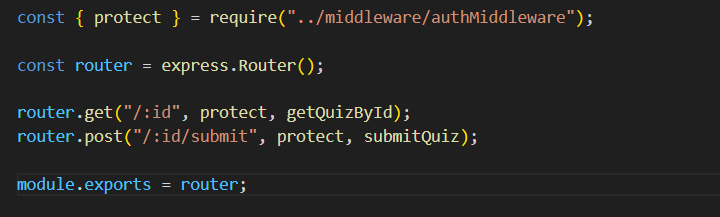 const { protect } = require("../middleware/authMiddleware");
const router = express.Router();
router.get("/:id", protect, getQuizById);
router.post("/:id/submit", protect, submitQuiz);
module.exports = router;